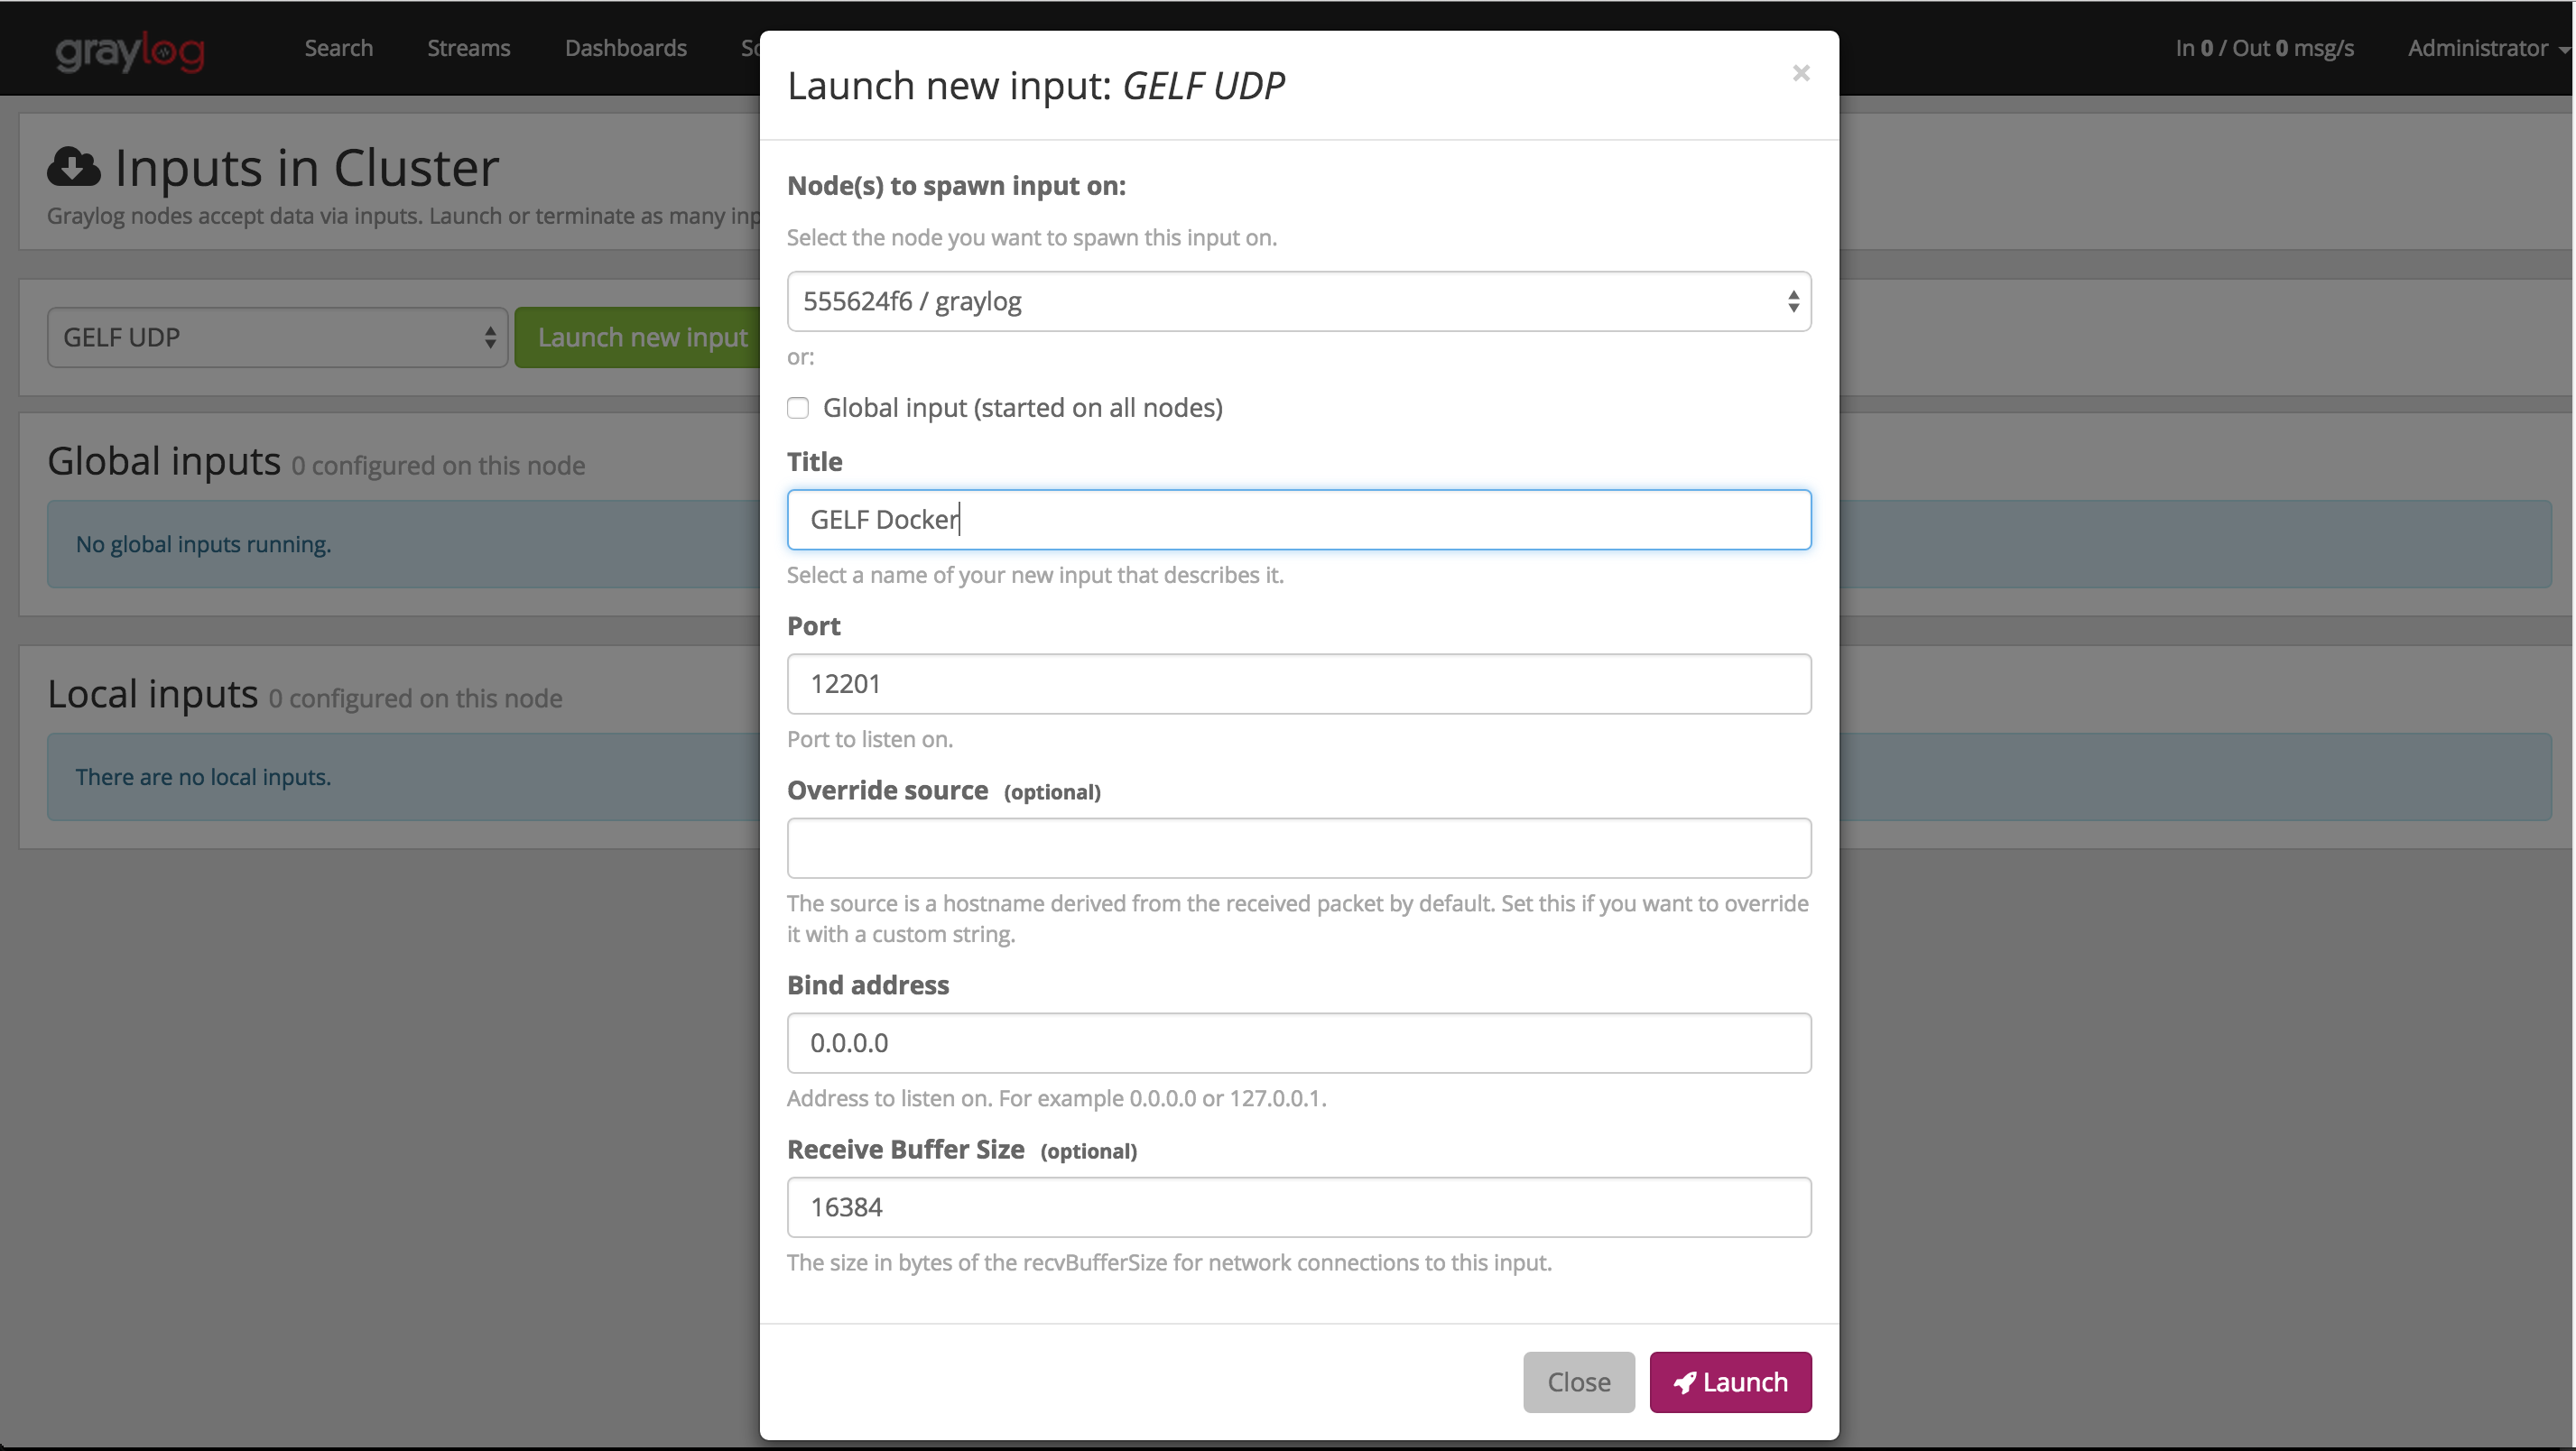 graylog Search Streams Dashboards In 0 / Out 0 msg/s Administrator
Inputs in Cluster
Graylog nodes accept data via inputs. Launch or terminate as many
GELF UDP Launch new input
Global inputs 0 configured on this node
No global inputs running.
Local inputs 0 configured on this node
There are no local inputs.
Launch new input: GELF UDP ×
Node(s) to spawn input on:
Select the node you want to spawn this input on.
555624f6 / graylog
or:
Global input (started on all nodes)
Title
GELF Docker
Select a name of your new input that describes it.
Port
12201
Port to listen on.
Override source (optional)
The source is a hostname derived from the received packet by default. Set this if you want to override
it with a custom string.
Bind address
0.0.0.0
Address to listen on. For example 0.0.0.0 or 127.0.0.1.
Receive Buffer Size (optional)
16384
The size in bytes of the recvBufferSize for network connections to this input.
Close Launch